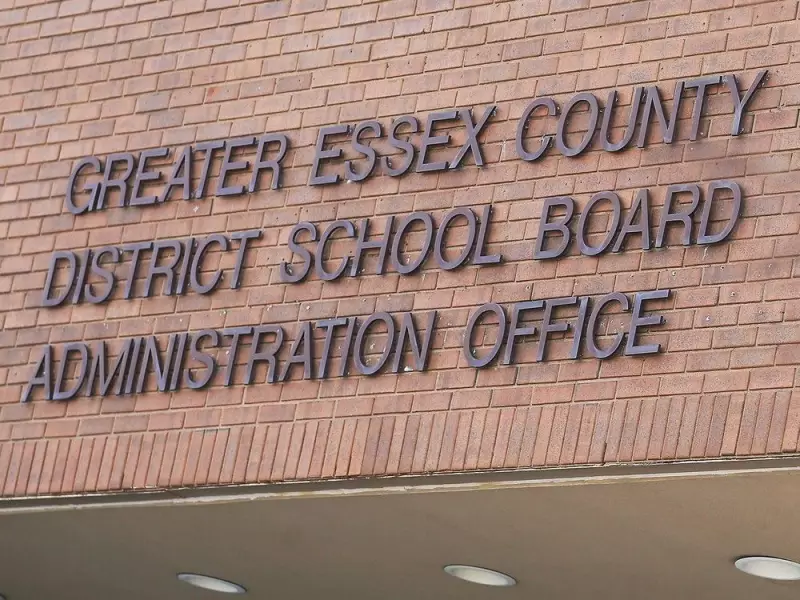 GREATER ESSEX COUNTY
DISTRICT SCHOOL BOARD
ADMINISTRATION OFFICE